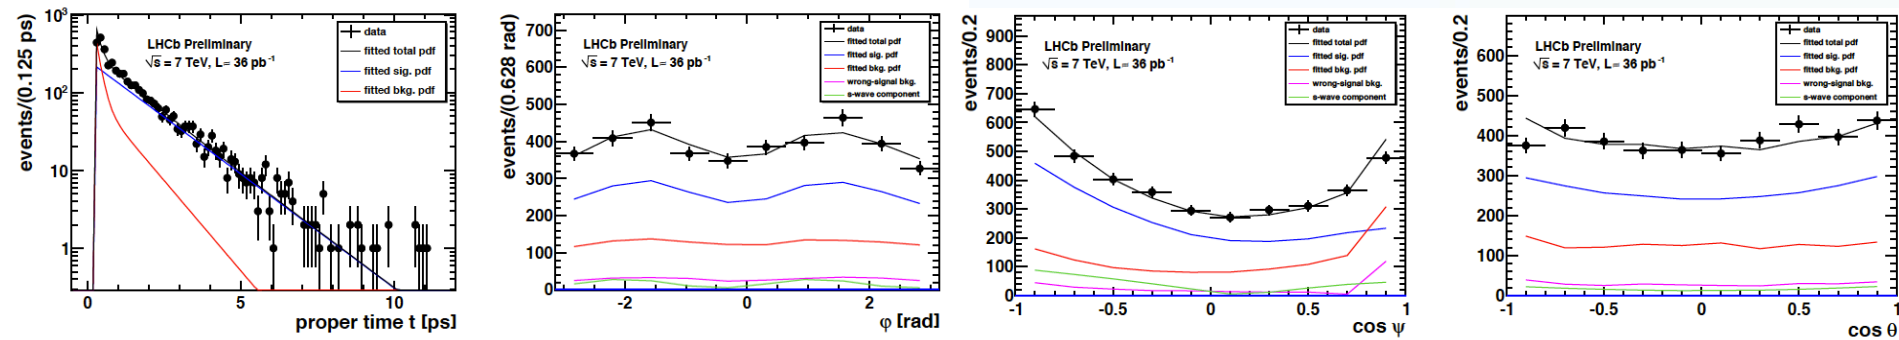 events/(0.125 ps)
10³
10²
10
1
0
5
10
proper time t [ps]
LHCb Preliminary
√s = 7 TeV, L= 36 pb⁻¹
data
fitted total pdf
fitted sig. pdf
fitted bkg. pdf
events/(0.628 rad)
700
600
500
400
300
200
100
0
-2
0
2
φ [rad]
LHCb Preliminary
√s = 7 TeV, L= 36 pb⁻¹
data
fitted total pdf
fitted sig. pdf
fitted bkg. pdf
wrong-signal bkg.
s-wave component
events/0.2
900
800
700
600
500
400
300
200
100
0
-1
-0.5
0
0.5
1
cos ψ
LHCb Preliminary
√s = 7 TeV, L= 36 pb⁻¹
data
fitted total pdf
fitted sig. pdf
fitted bkg. pdf
wrong-signal bkg.
s-wave component
events/0.2
600
500
400
300
200
100
0
-1
-0.5
0
0.5
1
cos θ
LHCb Preliminary
√s = 7 TeV, L= 36 pb⁻¹
data
fitted total pdf
fitted sig. pdf
fitted bkg. pdf
wrong-signal bkg.
s-wave component